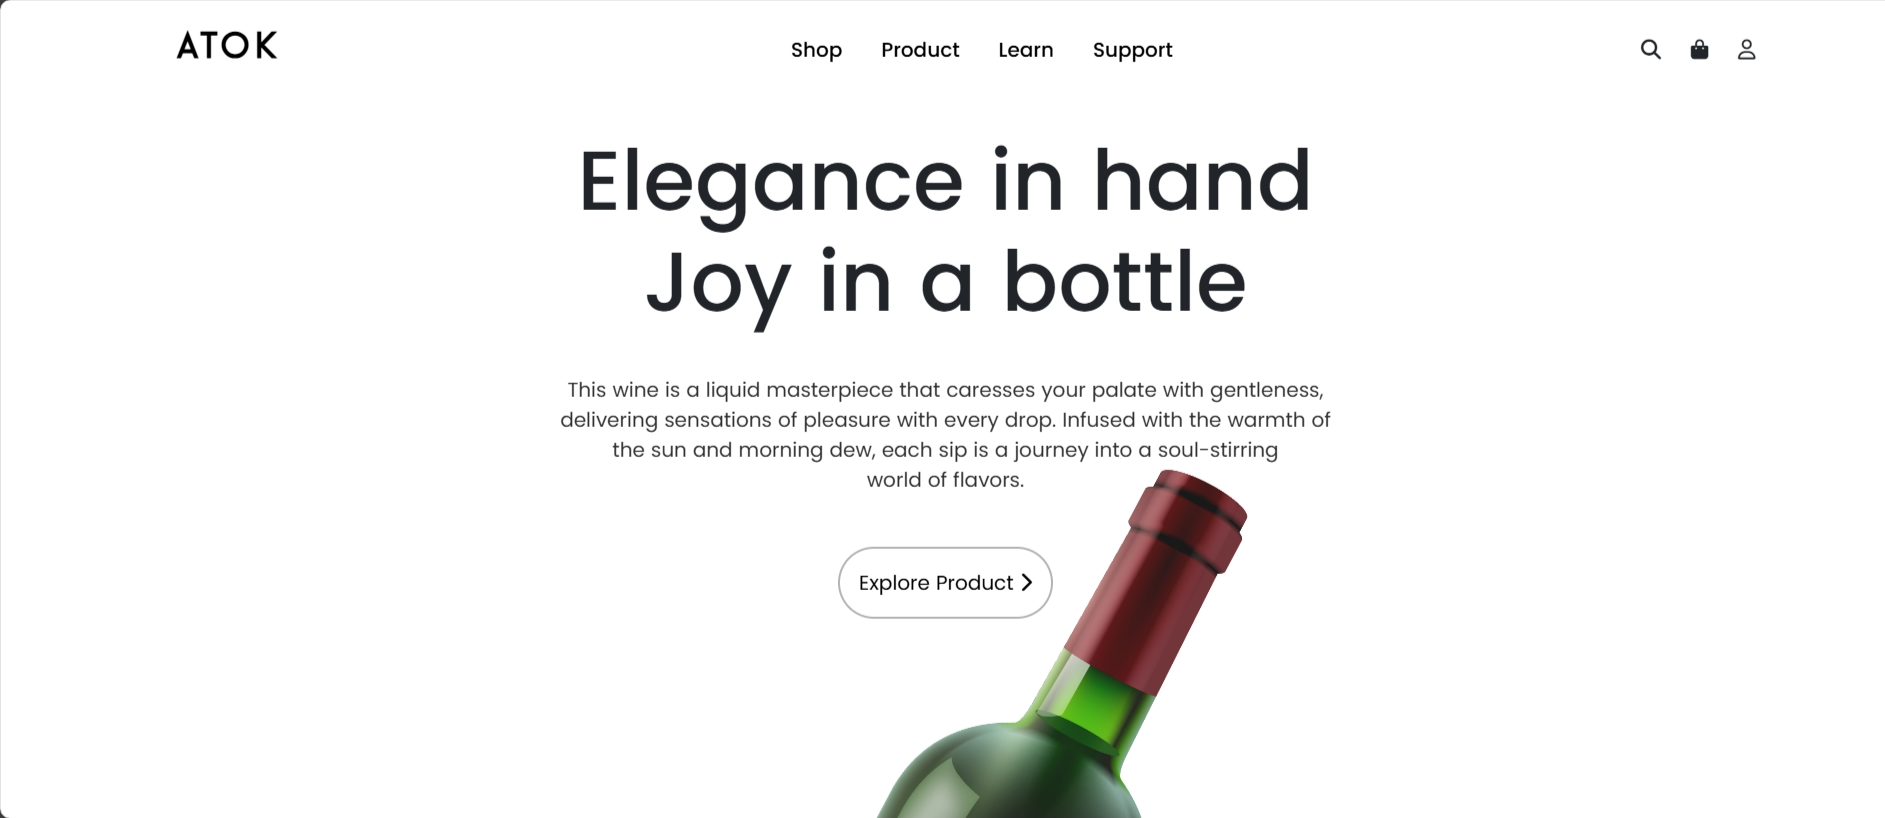 ATOK
Shop Product Learn Support
Elegance in hand
Joy in a bottle
This wine is a liquid masterpiece that caresses your palate with gentleness,
delivering sensations of pleasure with every drop. Infused with the warmth of
the sun and morning dew, each sip is a journey into a soul-stirring
world of flavors.
Explore Product